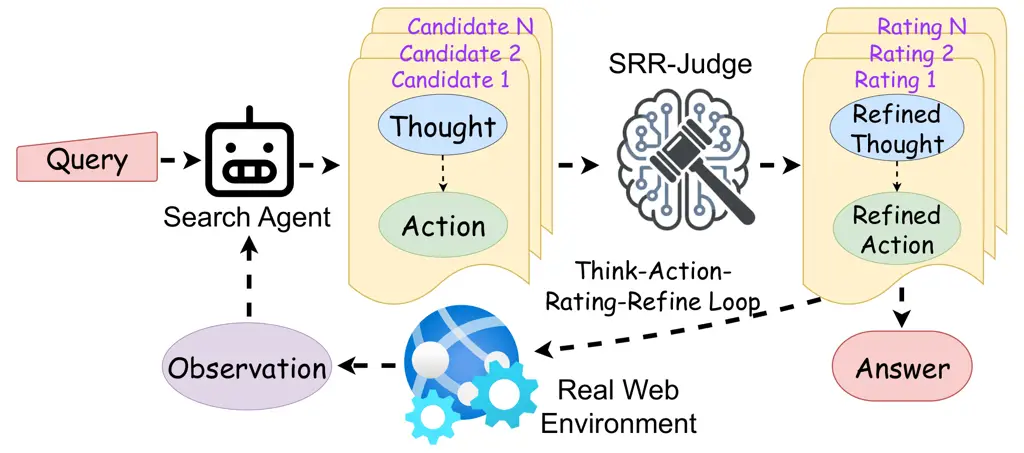 Query
Search Agent
Candidate N
Candidate 2
Candidate 1
Thought
Action
SRR-Judge
Rating N
Rating 2
Rating 1
Refined
Thought
Refined
Action
Think-Action-
Rating-Refine Loop
Answer
Real Web
Environment
Observation